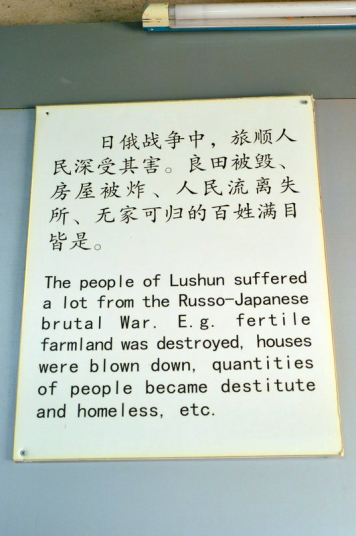 日俄战争中，旅顺人
民深受其害。良田被毁、
房屋被炸、人民流离失
所、无家可归的百姓满目
皆是。
The people of Lushun suffered
a lot from the Russo-Japanese
brutal War. E.g. fertile
farmland was destroyed, houses
were blown down, quantities
of people became destitute
and homeless, etc.